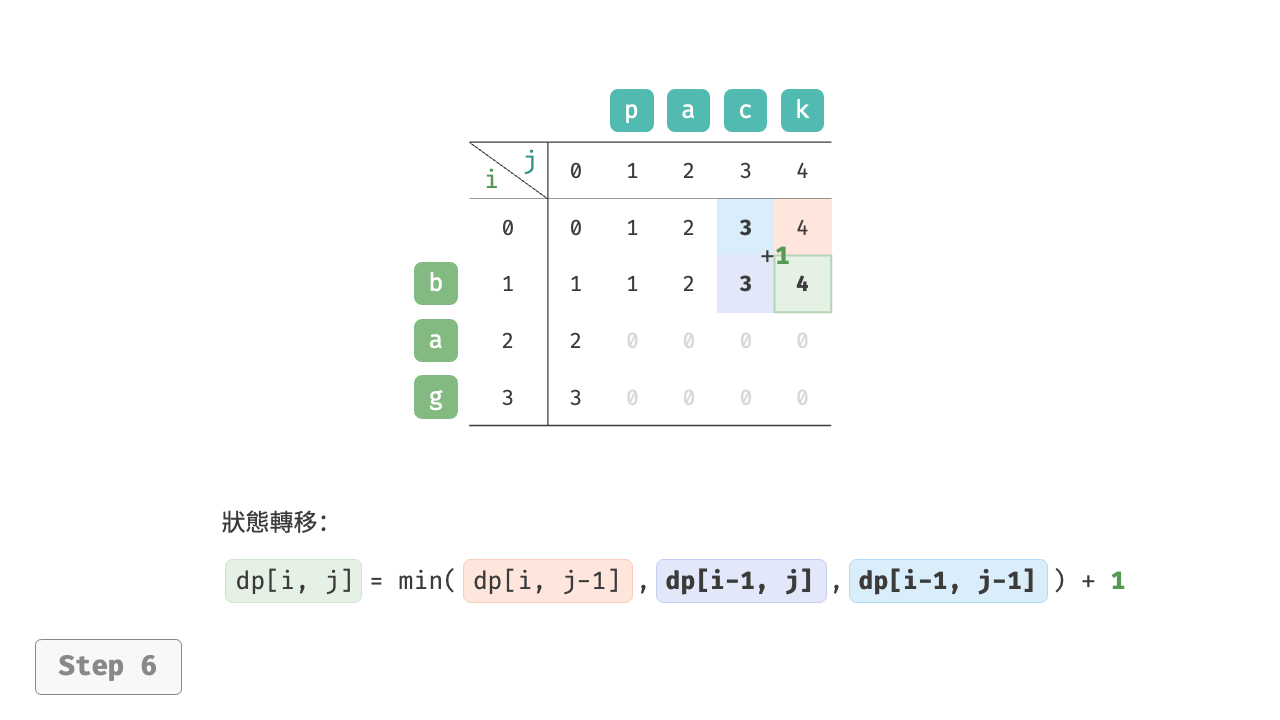 p a c k
j
i
0 1 2 3 4
0 0 1 2 3 4
+1
b 1 1 1 2 3 4
a 2 2 0 0 0 0
g 3 3 0 0 0 0
狀態轉移：
dp[i, j] = min( dp[i, j-1] , dp[i-1, j] , dp[i-1, j-1] ) + 1
Step 6